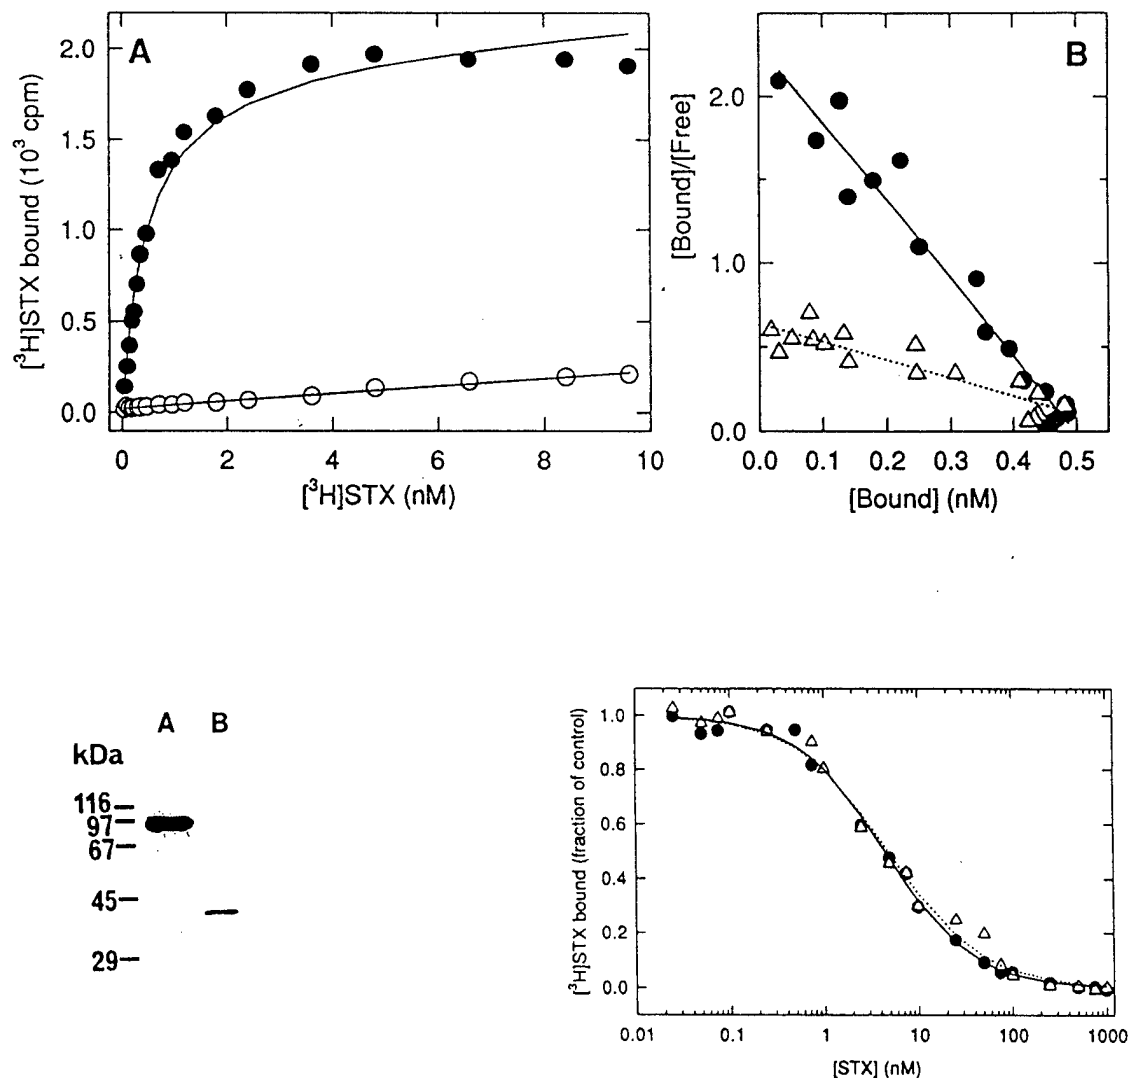 A
[³H]STX bound (10³ cpm)
2.0
1.5
1.0
0.5
0.0
0 2 4 6 8 10
[³H]STX (nM)
B
[Bound]/[Free]
2.0
1.0
0.0
0.0 0.1 0.2 0.3 0.4 0.5
[Bound] (nM)
A B
kDa
116
97
67
45
29
[³H]STX bound (fraction of control)
1.0
0.8
0.6
0.4
0.2
0.0
0.01 0.1 1 10 100 1000
[STX] (nM)